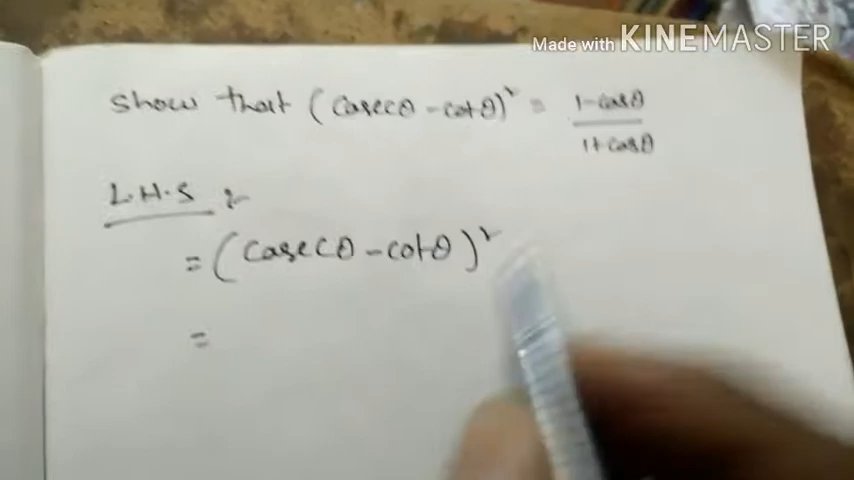 Made with KINEMASTER
show that (cosecθ - cotθ)² = 1-cosθ / 1+cosθ
L.H.S
= (cosecθ - cotθ)²
=